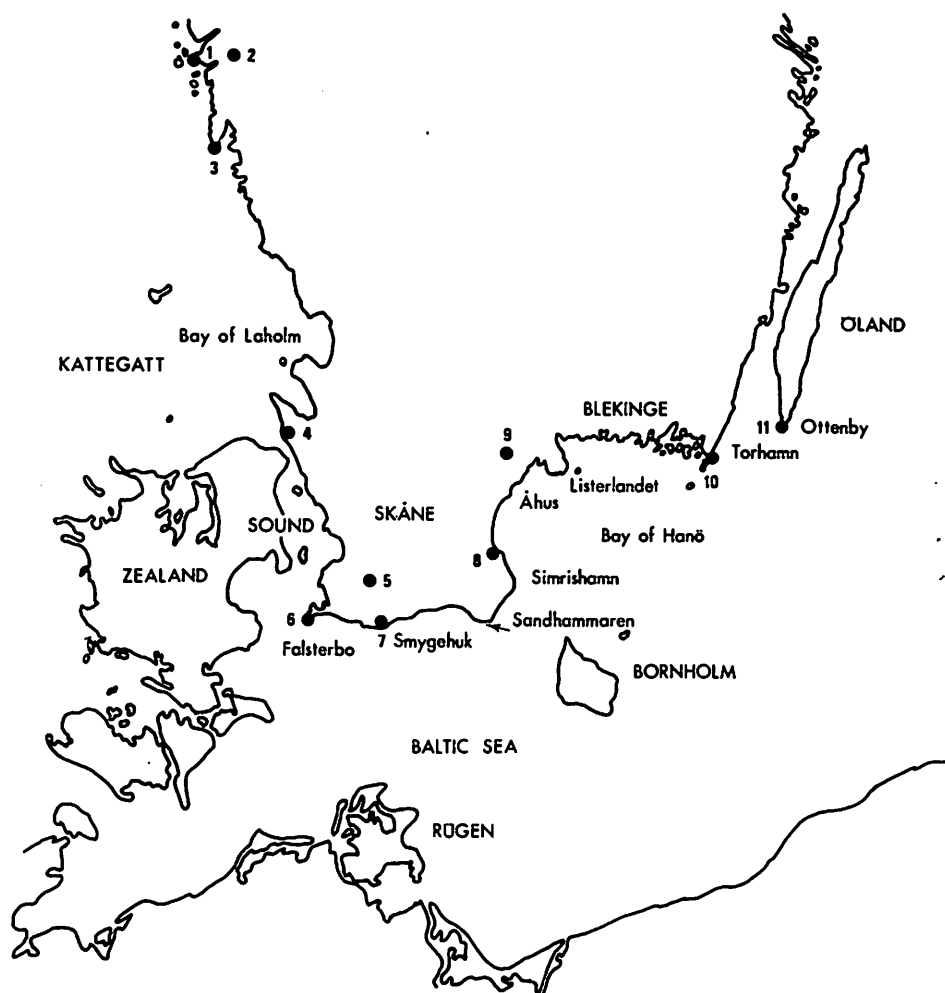 1
2
3
Bay of Laholm
ÖLAND
KATTEGATT
BLEKINGE
4
9
11 Ottenby
Torhamn
Listerlandet
10
Åhus
SKÅNE
SOUND
Bay of Hanö
8
ZEALAND
5
Simrishamn
6
Sandhammaren
7 Smygehuk
Falsterbo
BORNHOLM
BALTIC SEA
RÜGEN